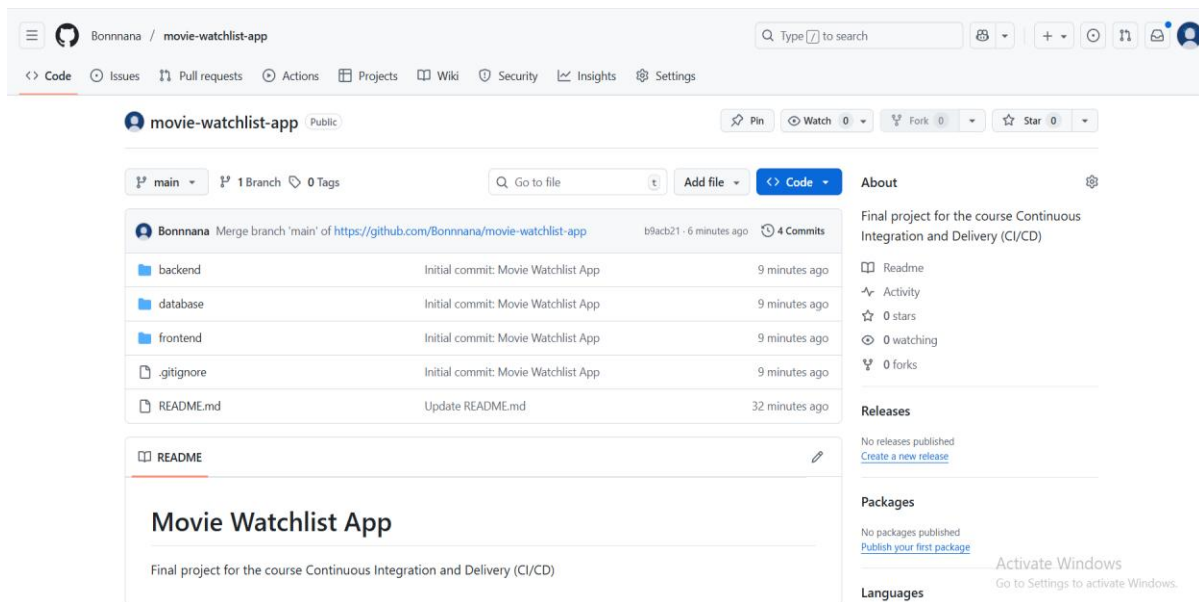 Bonnnana / movie-watchlist-app
Type / to search
Code Issues Pull requests Actions Projects Wiki Security Insights Settings
movie-watchlist-app Public
Pin Watch 0 Fork 0 Star 0
main 1 Branch 0 Tags Go to file t Add file Code
Bonnnana Merge branch 'main' of https://github.com/Bonnnana/movie-watchlist-app b9acb21 · 6 minutes ago 4 Commits
backend Initial commit: Movie Watchlist App 9 minutes ago
database Initial commit: Movie Watchlist App 9 minutes ago
frontend Initial commit: Movie Watchlist App 9 minutes ago
.gitignore Initial commit: Movie Watchlist App 9 minutes ago
README.md Update README.md 32 minutes ago
README
Movie Watchlist App
Final project for the course Continuous Integration and Delivery (CI/CD)
About
Final project for the course Continuous
Integration and Delivery (CI/CD)
Readme
Activity
0 stars
0 watching
0 forks
Releases
No releases published
Create a new release
Packages
No packages published
Publish your first package
Languages
Activate Windows
Go to Settings to activate Windows.